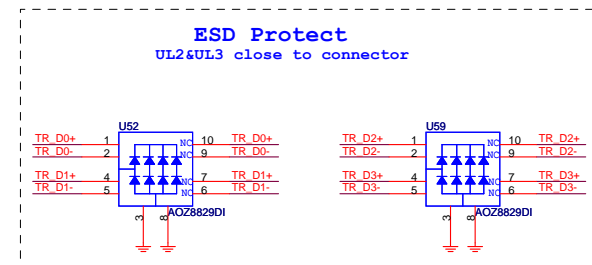 ESD Protect
UL2&UL3 close to connector
U52 U59
TR_D0+ 1 NC 10 TR_D0+ TR_D2+ 1 NC 10 TR_D2+
TR_D0- 2 NC 9 TR_D0- TR_D2- 2 NC 9 TR_D2-
TR_D1+ 4 NC 7 TR_D1+ TR_D3+ 4 NC 7 TR_D3+
TR_D1- 5 NC 6 TR_D1- TR_D3- 5 NC 6 TR_D3-
3 8 AOZ8829DI 3 8 AOZ8829DI